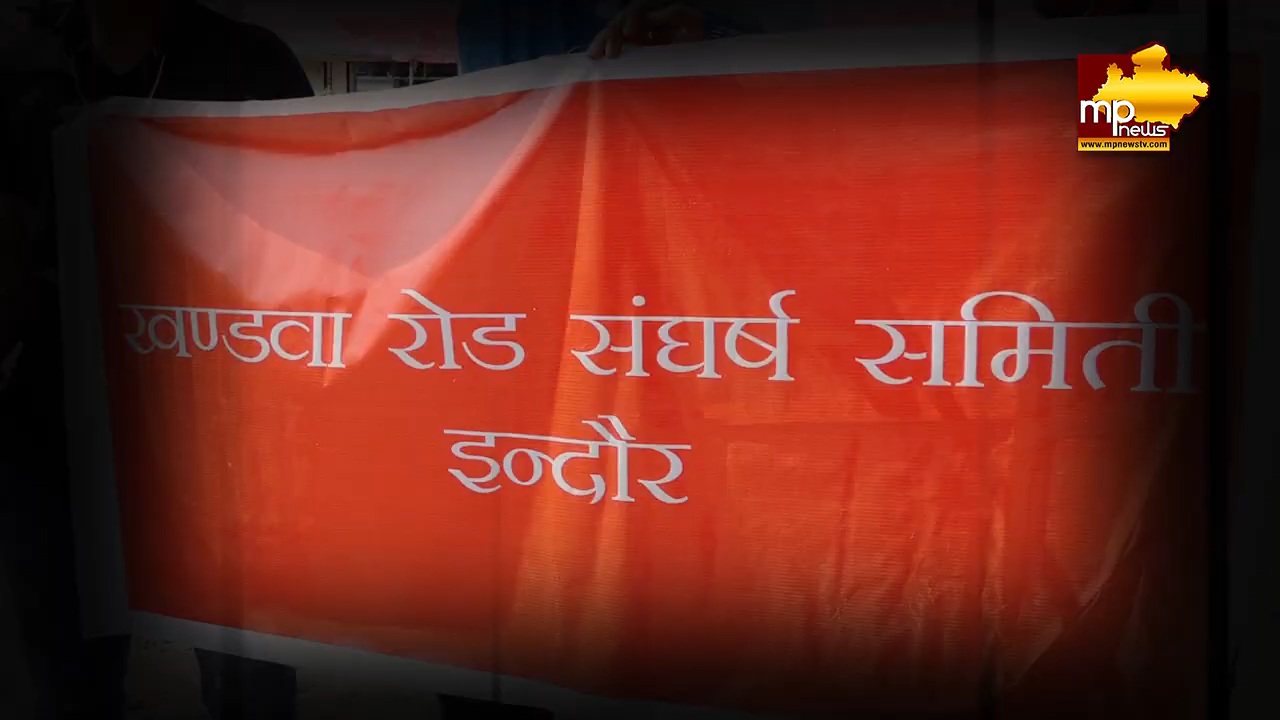 mp
news
www.mpnewstv.com
खण्डवा रोड संघर्ष समिती
इन्दौर